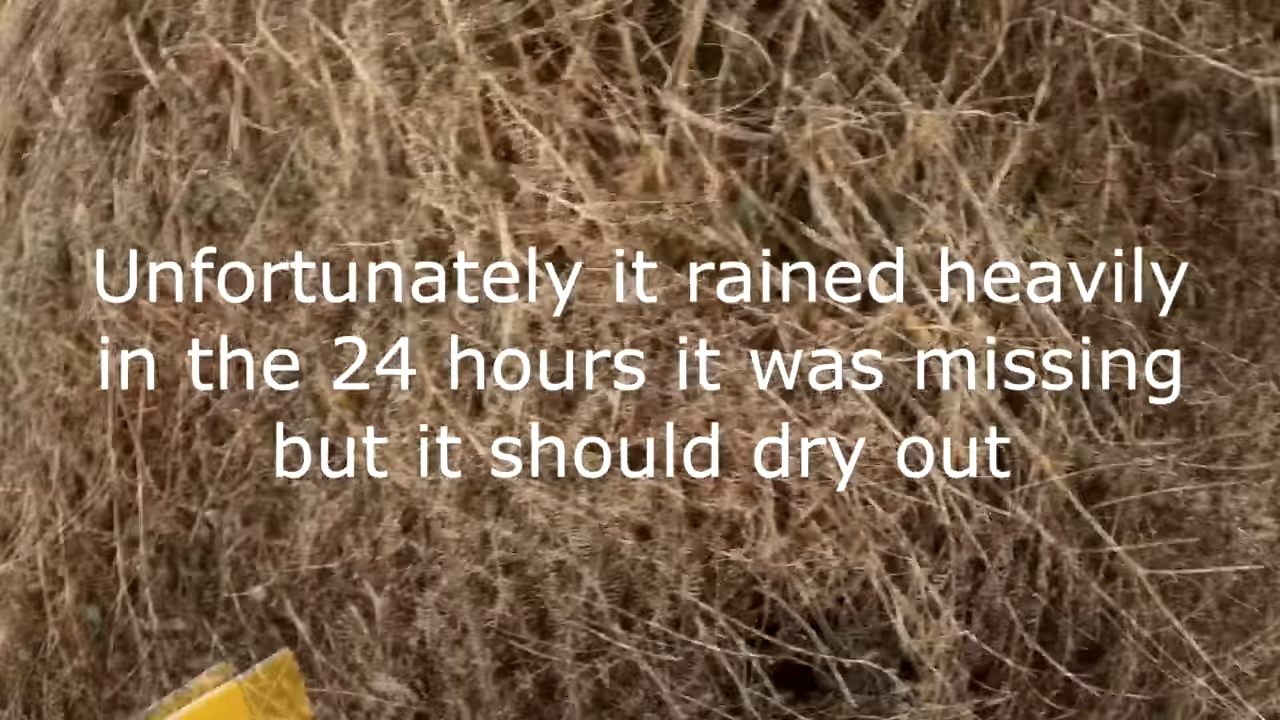 Unfortunately it rained heavily
in the 24 hours it was missing
but it should dry out